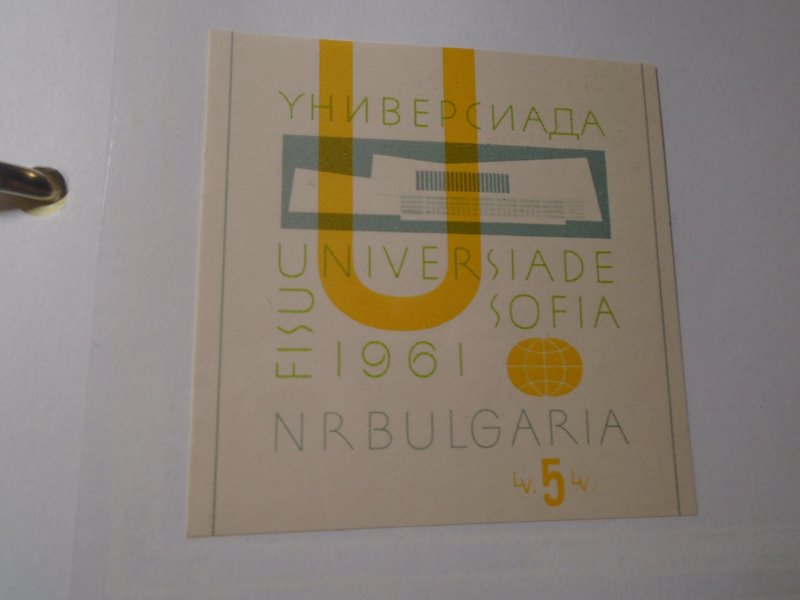 УНИВЕРСИАДА
UNIVERSIADE
SOFIA
FISU
1961
NRBULGARIA
LV. 5 LV.